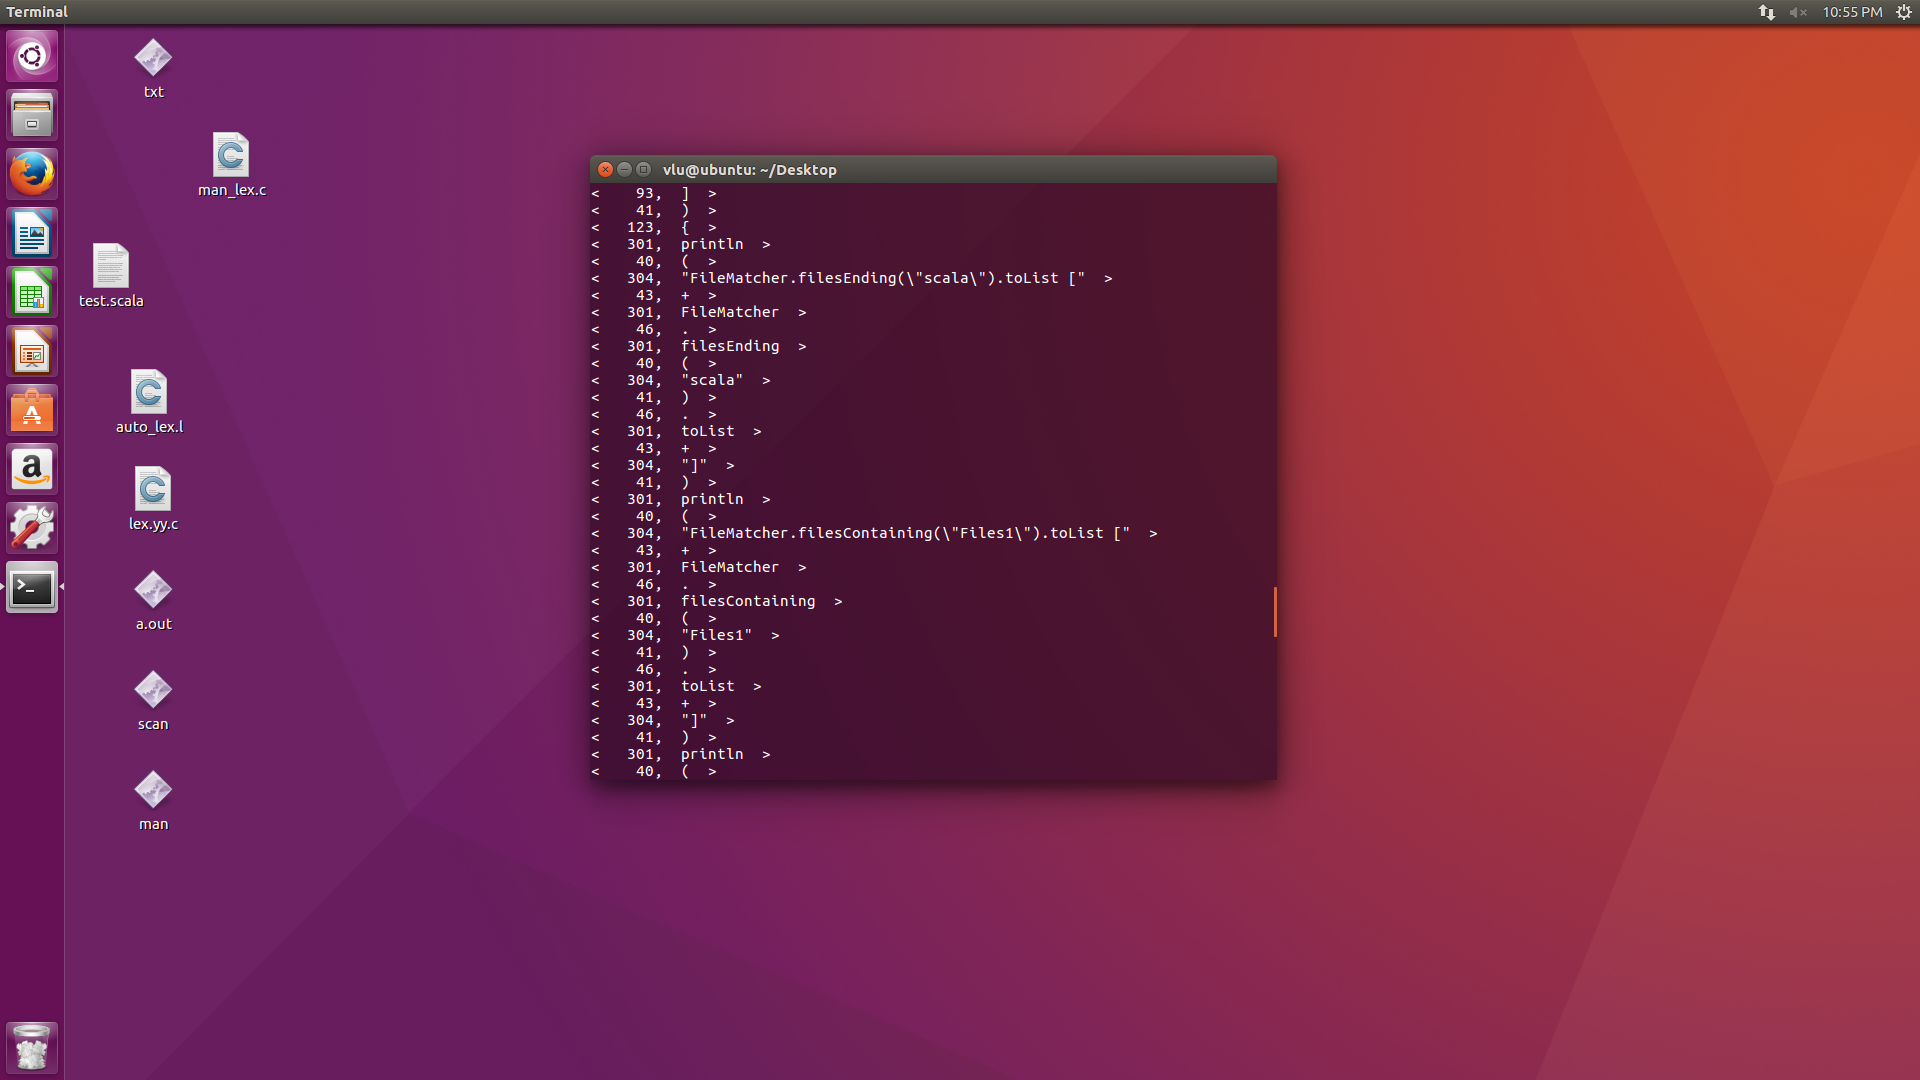 Terminal
10:55 PM
txt
man_lex.c
test.scala
auto_lex.l
lex.yy.c
a.out
scan
man
vlu@ubuntu: ~/Desktop
< 93, ] >
< 41, ) >
< 123, { >
< 301, println >
< 40, ( >
< 304, "FileMatcher.filesEnding(\"scala\").toList [" >
< 43, + >
< 301, FileMatcher >
< 46, . >
< 301, filesEnding >
< 40, ( >
< 304, "scala" >
< 41, ) >
< 46, . >
< 301, toList >
< 43, + >
< 304, "]" >
< 41, ) >
< 301, println >
< 40, ( >
< 304, "FileMatcher.filesContaining(\"Files1\").toList [" >
< 43, + >
< 301, FileMatcher >
< 46, . >
< 301, filesContaining >
< 40, ( >
< 304, "Files1" >
< 41, ) >
< 46, . >
< 301, toList >
< 43, + >
< 304, "]" >
< 41, ) >
< 301, println >
< 40, ( >